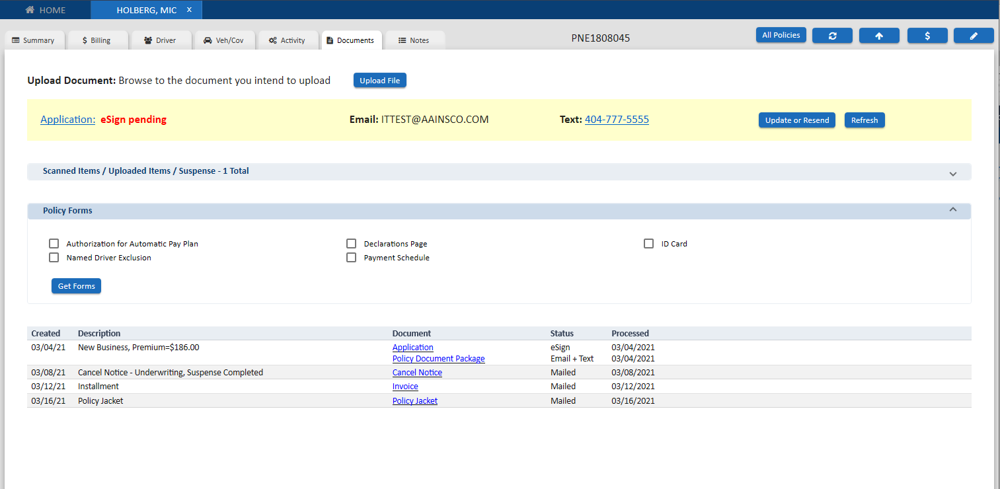 HOME HOLBERG, MIC X
Summary $ Billing Driver Veh/Cov Activity Documents Notes PNE1808045 All Policies $
Upload Document: Browse to the document you intend to upload Upload File
Application: eSign pending Email: ITTEST@AAINSCO.COM Text: 404-777-5555 Update or Resend Refresh
Scanned Items / Uploaded Items / Suspense - 1 Total
Policy Forms
Authorization for Automatic Pay Plan Declarations Page ID Card
Named Driver Exclusion Payment Schedule
Get Forms
Created Description Document Status Processed
03/04/21 New Business, Premium=$186.00 Application eSign 03/04/2021
Policy Document Package Email + Text 03/04/2021
03/08/21 Cancel Notice - Underwriting, Suspense Completed Cancel Notice Mailed 03/08/2021
03/12/21 Installment Invoice Mailed 03/12/2021
03/16/21 Policy Jacket Policy Jacket Mailed 03/16/2021